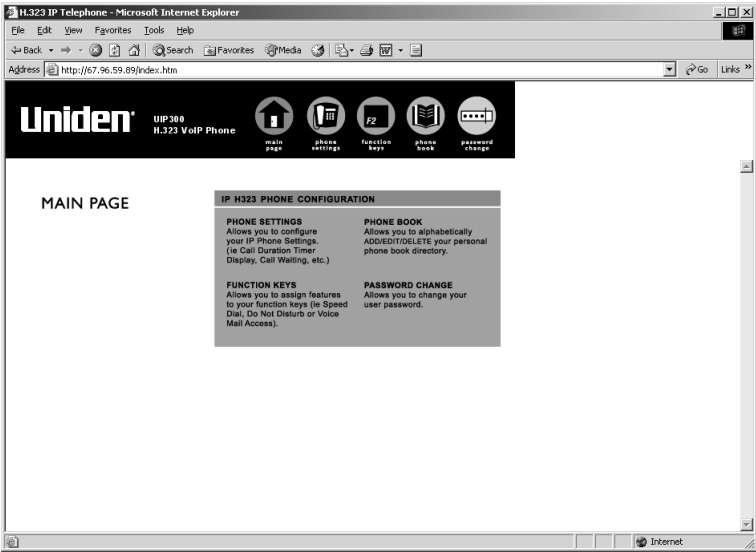 H.323 IP Telephone - Microsoft Internet Explorer
File Edit View Favorites Tools Help
Back Search Favorites Media
Address http://67.96.59.89/index.htm Go Links »
Uniden®
UIP300
H.323 VoIP Phone
F2
main page
phone settings
function keys
phone book
password change
MAIN PAGE
IP H323 PHONE CONFIGURATION
PHONE SETTINGS
Allows you to configure
your IP Phone Settings.
(ie Call Duration Timer
Display, Call Waiting, etc.)
PHONE BOOK
Allows you to alphabetically
ADD/EDIT/DELETE your personal
phone book directory.
FUNCTION KEYS
Allows you to assign features
to your function keys (ie Speed
Dial, Do Not Disturb or Voice
Mail Access).
PASSWORD CHANGE
Allows you to change your
user password.
Internet